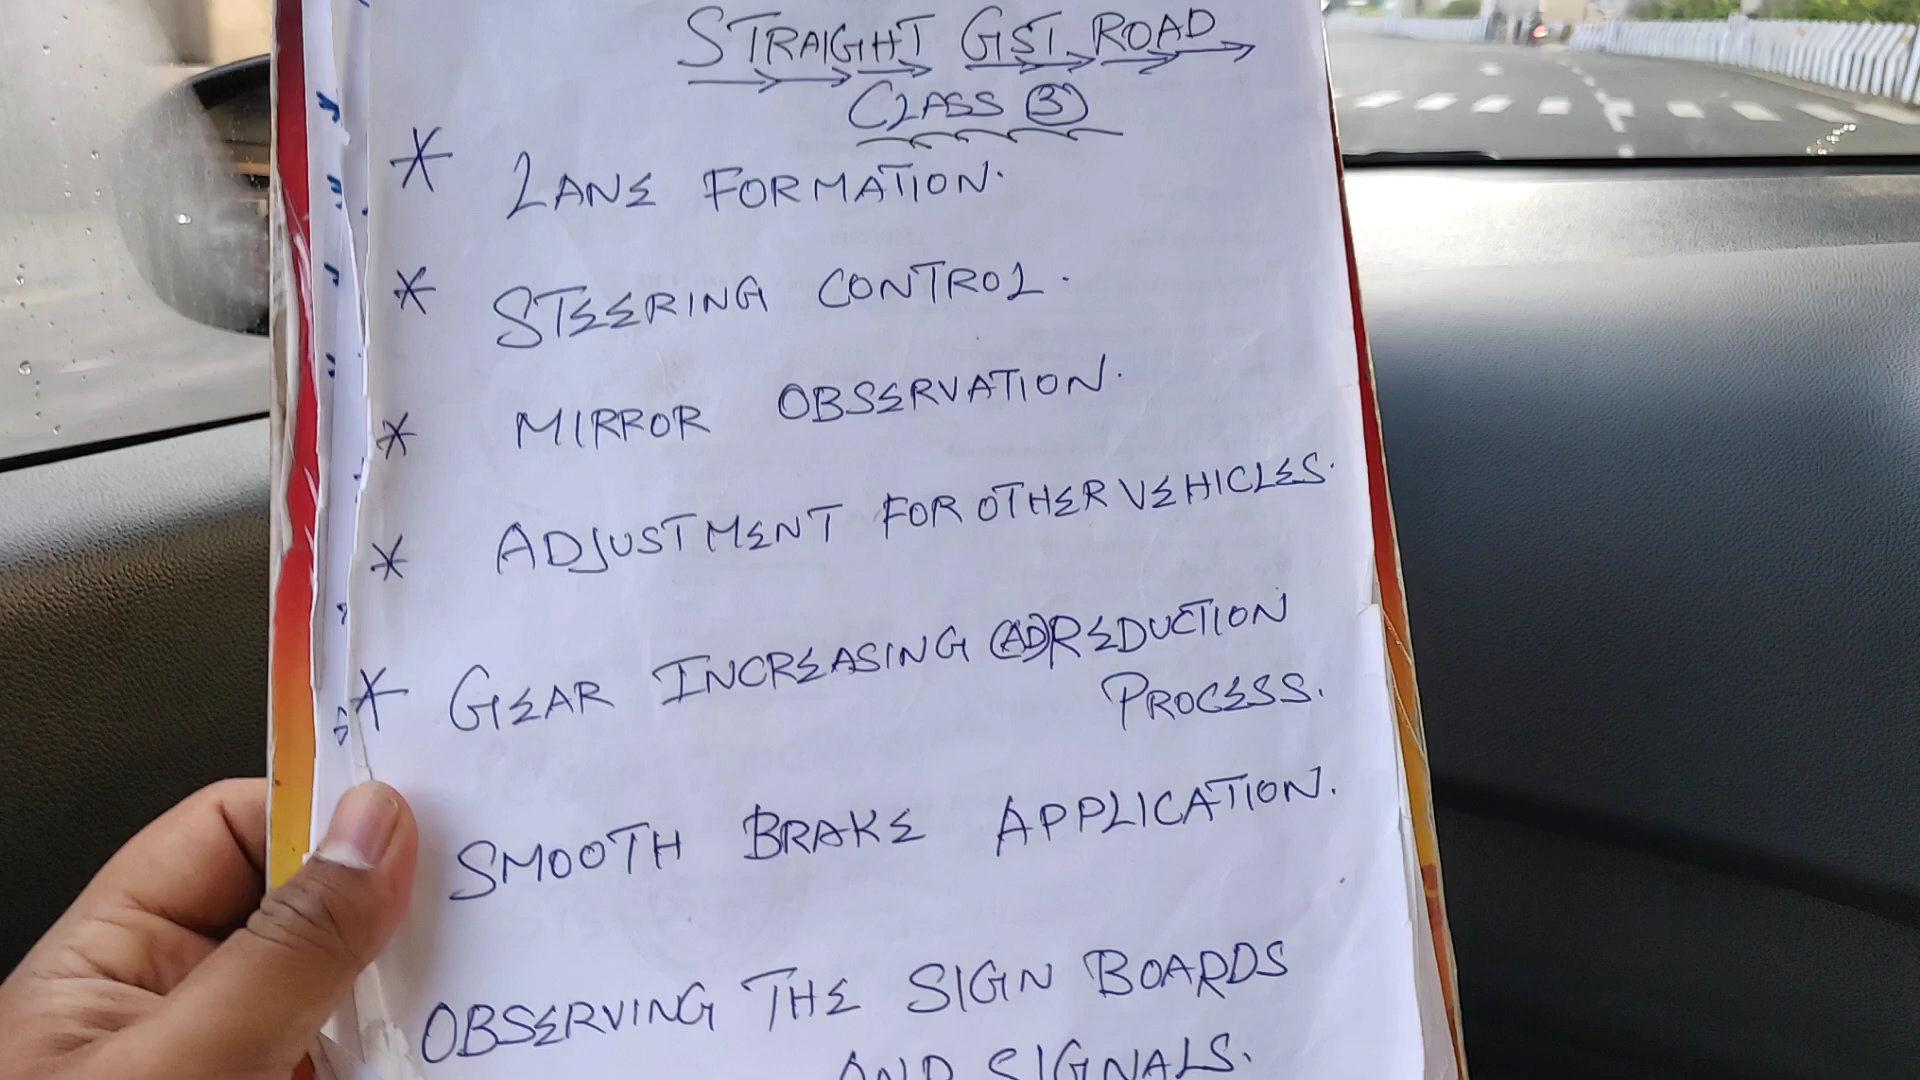 STRAIGHT GST ROAD
CLASS 3
* LANE FORMATION.
* STEERING CONTROL.
* MIRROR OBSERVATION.
* ADJUSTMENT FOR OTHER VEHICLES.
* GEAR INCREASING REDUCTION
PROCESS.
SMOOTH BRAKE APPLICATION.
OBSERVING THE SIGN BOARDS
AND SIGNALS.